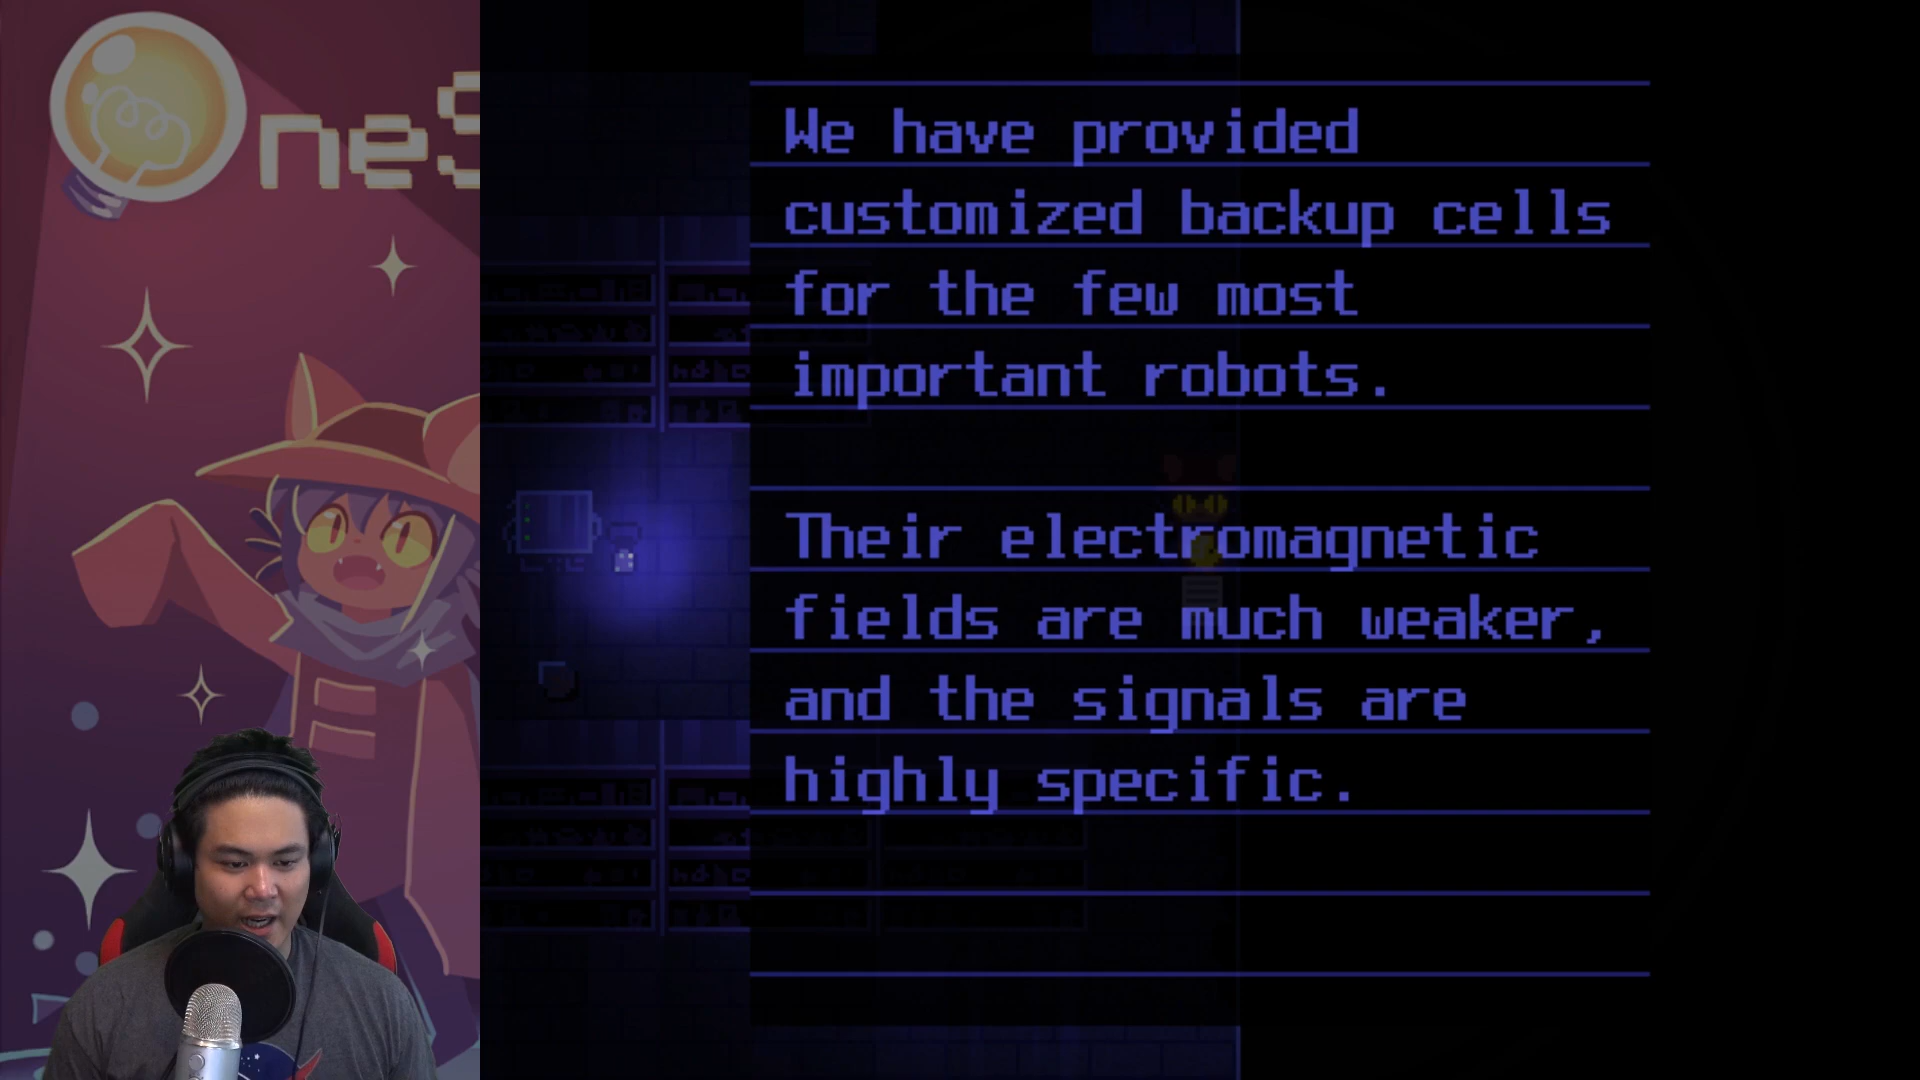 OneS
We have provided
customized backup cells
for the few most
important robots.
Their electromagnetic
fields are much weaker,
and the signals are
highly specific.